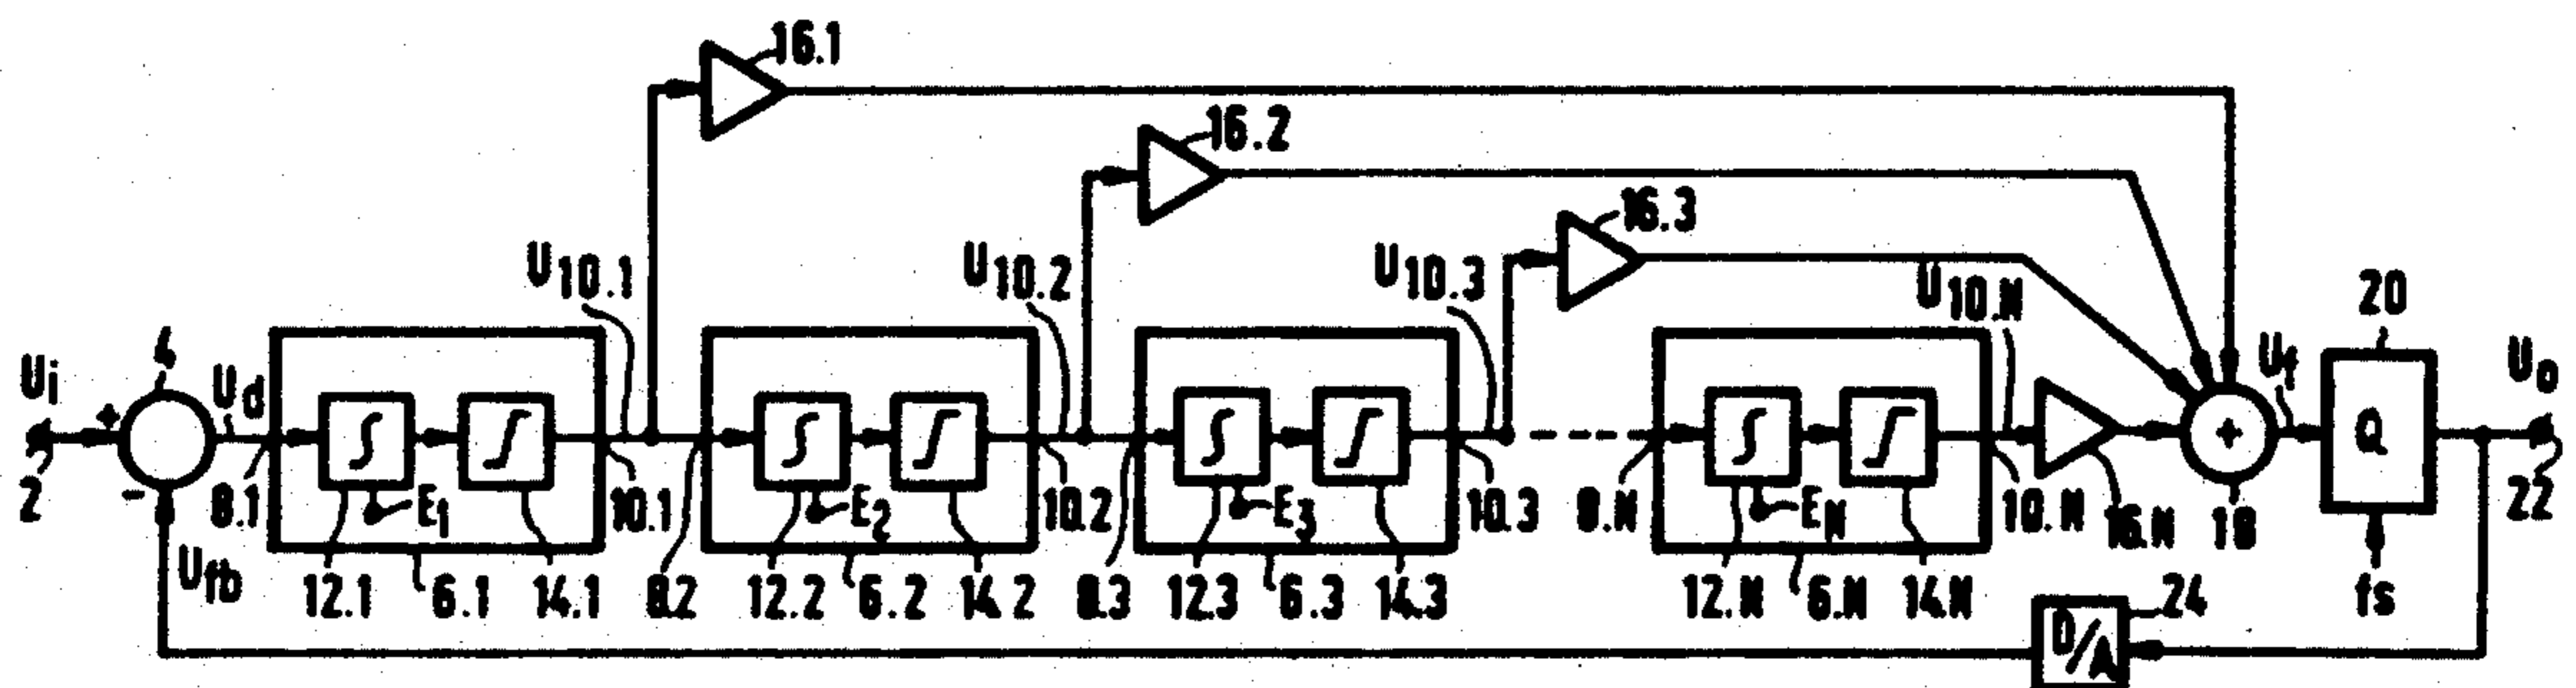 16.1
16.2
16.3
U10.1 U10.2 U10.3 U10.N
20
Ui + 4 Ud Uf Uo
∫ ∫ ∫ ∫ + Q
2 - 8.1 E1 10.1 E2 10.2 E3 10.3 8.N EN 10.N 16.N 18 22
Ufb 12.1 6.1 14.1 8.2 12.2 6.2 14.2 8.3 12.3 6.3 14.3 12.N 6.N 14.N fs
D/A 24